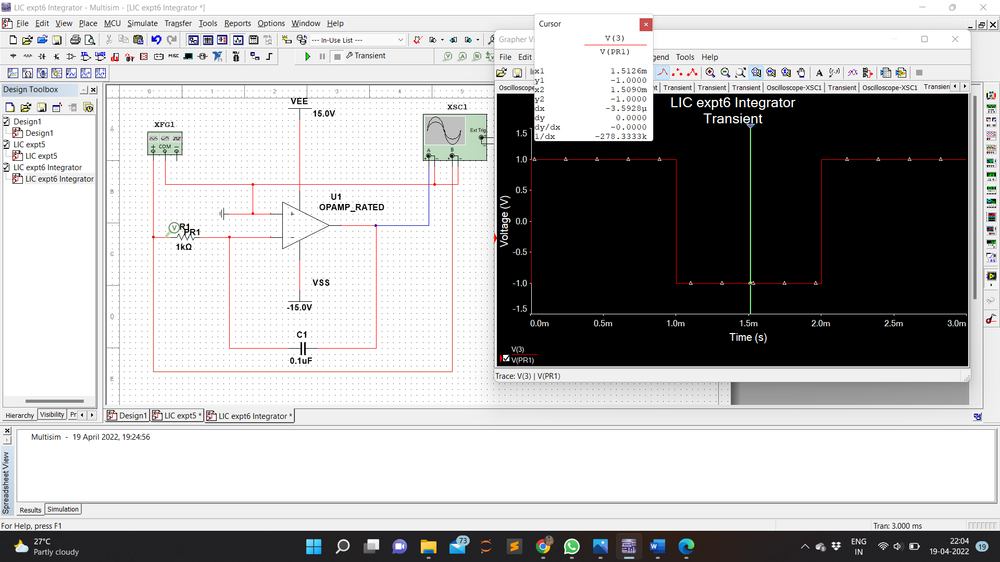 LIC expt6 Integrator - Multisim - [LIC expt6 Integrator *]
File Edit View Place MCU Simulate Transfer Tools Reports Options Window Help
--- In-Use List ---
MISC
Transient
Design Toolbox
Design1
Design1
LIC expt5
LIC expt5
LIC expt6 Integrator
LIC expt6 Integrator
Hierarchy Visibility Pr
0 1 2 3 4 5
A
B
C
D
E
VEE
15.0V
XFG1
COM
XSC1
Ext Trig
A B
U1
OPAMP_RATED
R1
PR1
1kΩ
VSS
-15.0V
C1
0.1uF
Design1 LIC expt5 * LIC expt6 Integrator *
Cursor
V(3)
V(PR1)
x1 1.5126m
y1 -1.0000
x2 1.5090m
y2 -1.0000
dx -3.5928µ
dy 0.0000
dy/dx -0.0000
1/dx -278.3333k
Grapher V
File Edit gend Tools Help
Oscilloscope t Transient Transient Transient Oscilloscope-XSC1 Transient Oscilloscope-XSC1 Transien
LIC expt6 Integrator
Transient
Voltage (V)
1.5
1.0
0.5
0.0
-0.5
-1.0
-1.5
0.0m 0.5m 1.0m 1.5m 2.0m 2.5m 3.0m
Time (s)
V(3)
V(PR1)
Trace: V(3) | V(PR1)
Spreadsheet View
Multisim - 19 April 2022, 19:24:56
Results Simulation
For Help, press F1
Tran: 3.000 ms
27°C
Partly cloudy
73
ENG
IN
22:04
19-04-2022
19